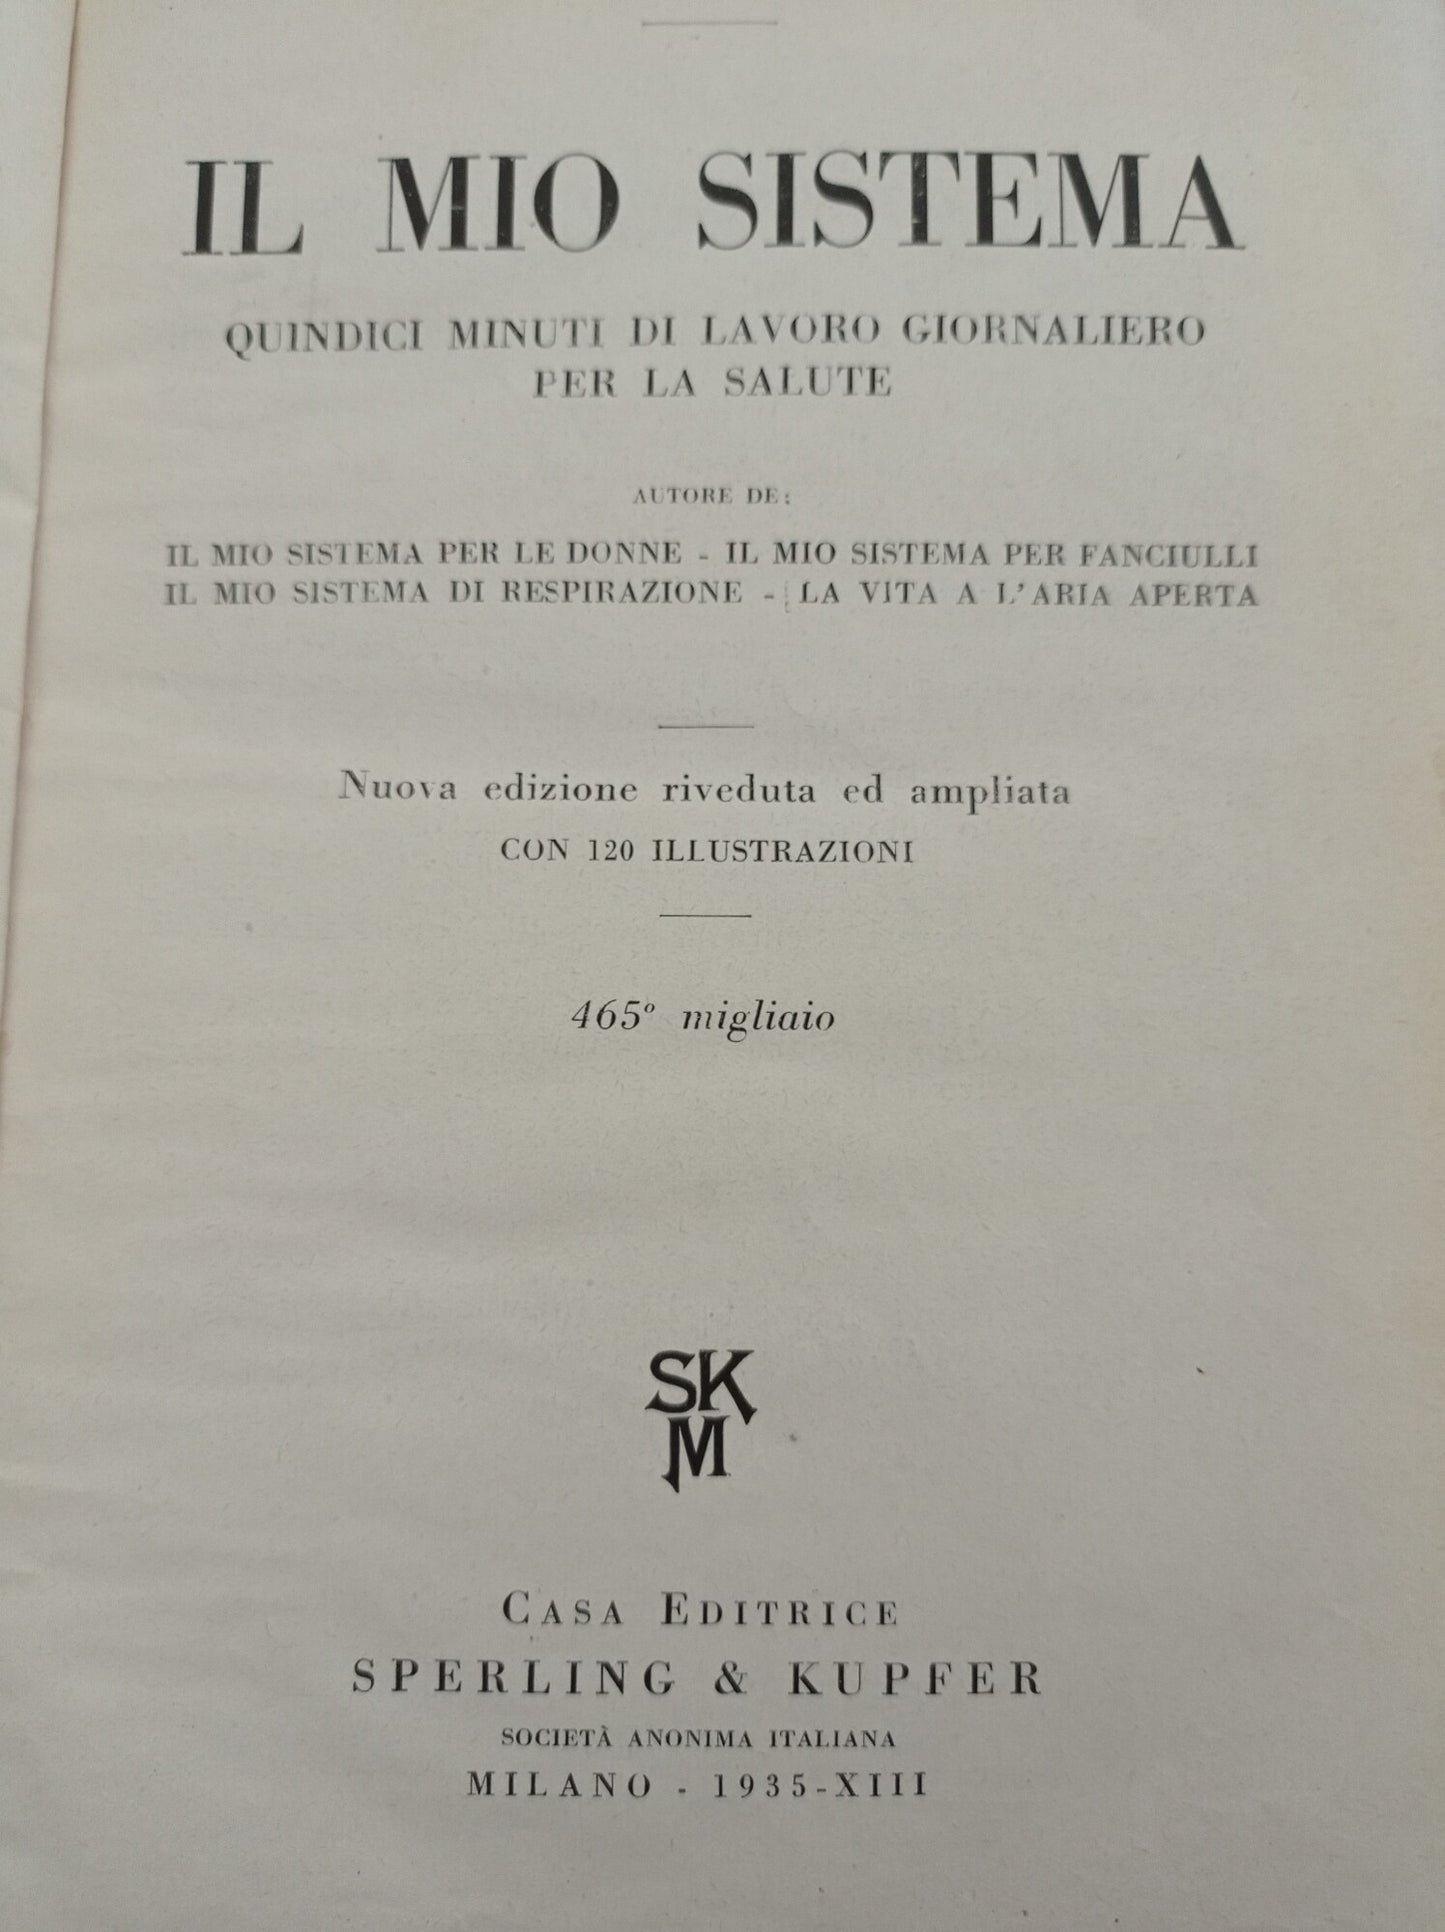 IL MIO SISTEMA
QUINDICI MINUTI DI LAVORO GIORNALIERO
PER LA SALUTE
AUTORE DE:
IL MIO SISTEMA PER LE DONNE - IL MIO SISTEMA PER FANCIULLI
IL MIO SISTEMA DI RESPIRAZIONE - LA VITA A L'ARIA APERTA
Nuova edizione riveduta ed ampliata
CON 120 ILLUSTRAZIONI
465º migliaio
SK
M
CASA EDITRICE
SPERLING & KUPFER
SOCIETÀ ANONIMA ITALIANA
MILANO - 1935-XIII